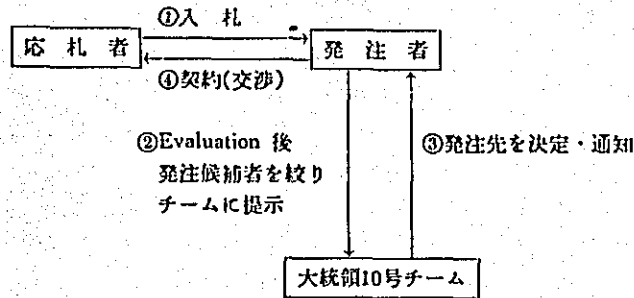 ①入 札
応 札 者
発 注 者
④契約(交渉)
②Evaluation 後
発注候補者を絞り
チームに提示
③発注先を決定・通知
大統領10号チーム